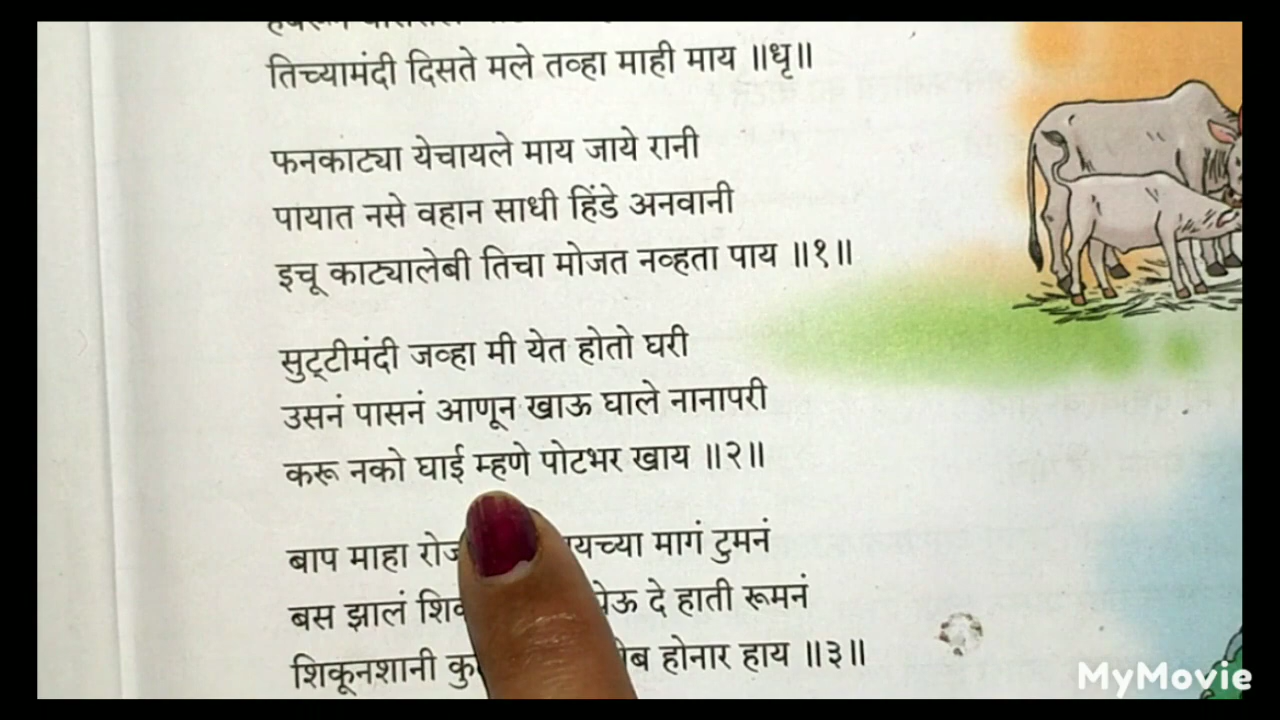 तिच्यामंदी दिसते मले तव्हा माही माय ॥धृ॥
फनकाट्या येचायले माय जाये रानी
पायात नसे वहान साधी हिंडे अनवानी
इचू काट्यालेबी तिचा मोजत नव्हता पाय ॥१॥
सुट्टीमंदी जव्हा मी येत होतो घरी
उसनं पासनं आणून खाऊ घाले नानापरी
करू नको घाई म्हणे पोटभर खाय ॥२॥
बाप माहा मागं टुमनं
बस झालं दे हाती रूमनं
शिकूनशानी होनार हाय ॥३॥
MyMovie